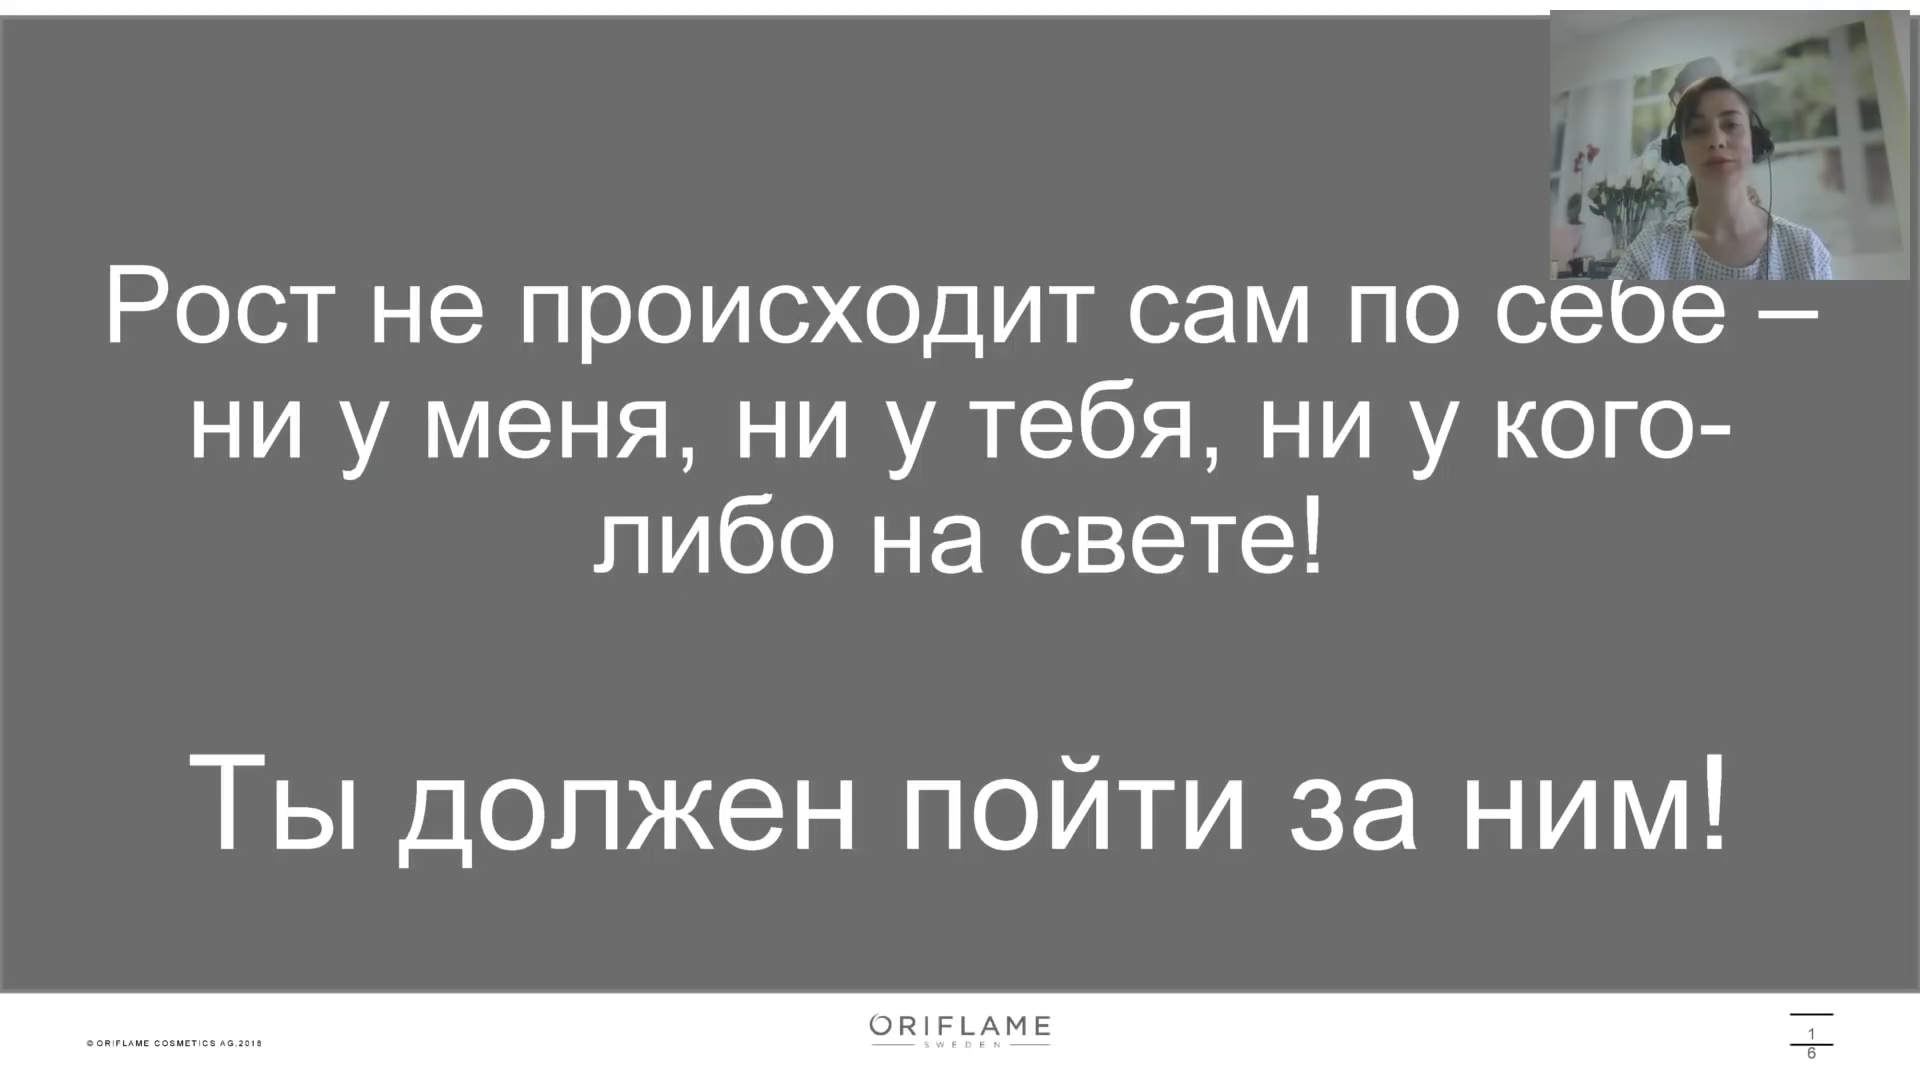 Рост не происходит сам по себе –
ни у меня, ни у тебя, ни у кого-
либо на свете!
Ты должен пойти за ним!
© ORIFLAME COSMETICS AG,2018
ORIFLAME
SWEDEN
1
6